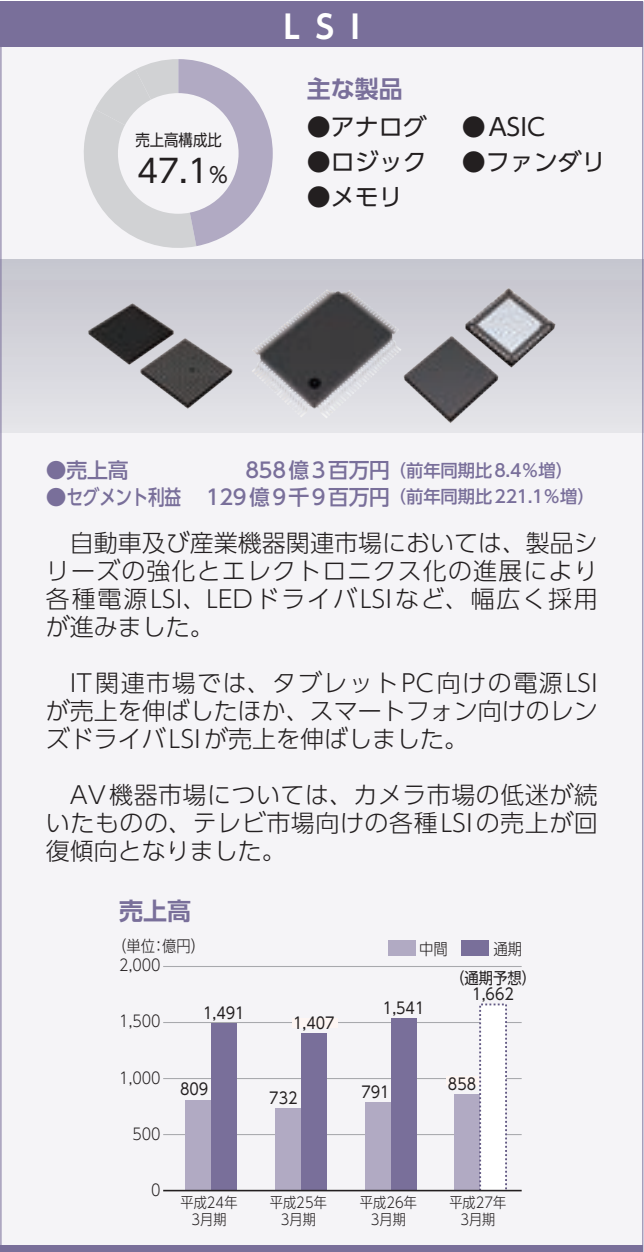 LSI
売上高構成比
47.1%
主な製品
●アナログ
●ロジック
●メモリ
●ASIC
●ファンダリ
●売上高 858億3百万円（前年同期比8.4%増）
●セグメント利益 129億9千9百万円（前年同期比221.1%増）
自動車及び産業機器関連市場においては、製品シ
リーズの強化とエレクトロニクス化の進展により
各種電源LSI、LEDドライバLSIなど、幅広く採用
が進みました。
IT関連市場では、タブレットPC向けの電源LSI
が売上を伸ばしたほか、スマートフォン向けのレン
ズドライバLSIが売上を伸ばしました。
AV機器市場については、カメラ市場の低迷が続
いたものの、テレビ市場向けの各種LSIの売上が回
復傾向となりました。
売上高
（単位：億円）
中間 通期
2,000
1,500
1,000
500
0
809
1,491
732
1,407
791
1,541
858
（通期予想）
1,662
平成24年
3月期
平成25年
3月期
平成26年
3月期
平成27年
3月期